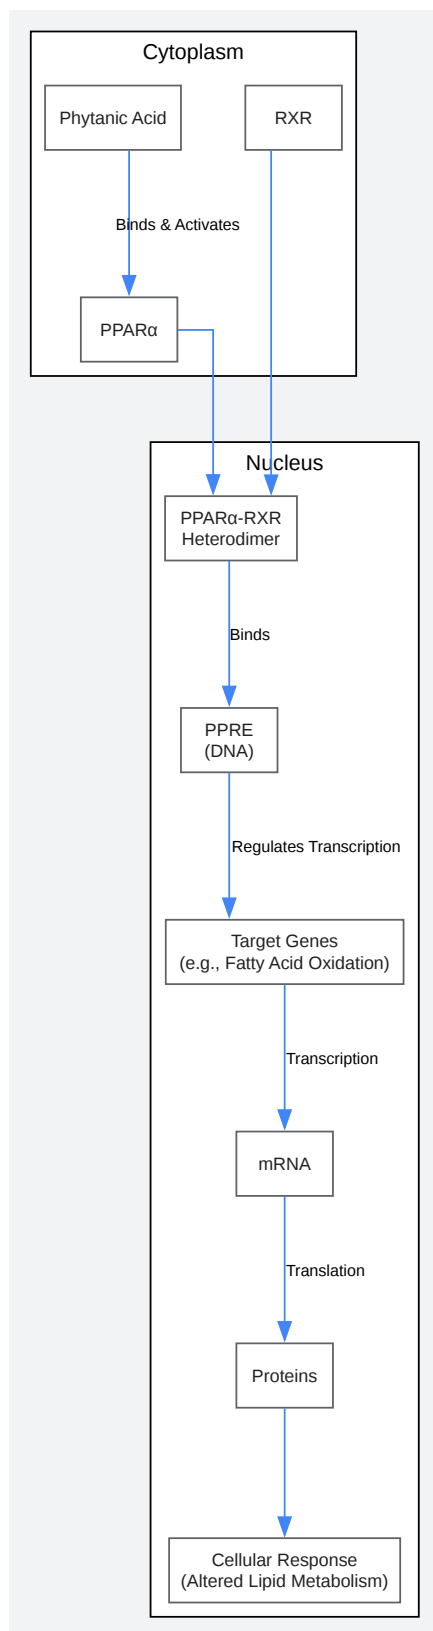 Cytoplasm
Phytanic Acid
RXR
Binds & Activates
PPARα
Nucleus
PPARα-RXR
Heterodimer
Binds
PPRE
(DNA)
Regulates Transcription
Target Genes
(e.g., Fatty Acid Oxidation)
Transcription
mRNA
Translation
Proteins
Cellular Response
(Altered Lipid Metabolism)